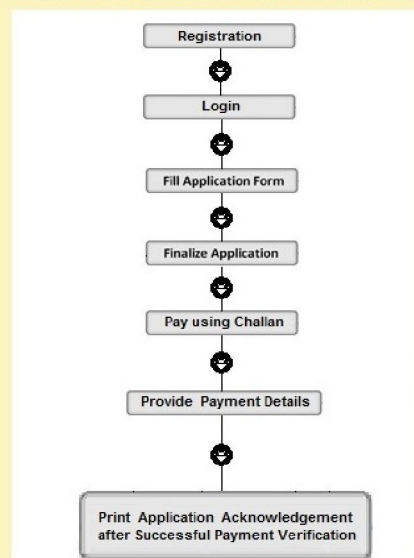 Registration
Login
Fill Application Form
Finalize Application
Pay using Challan
Provide Payment Details
Print Application Acknowledgement
after Successful Payment Verification